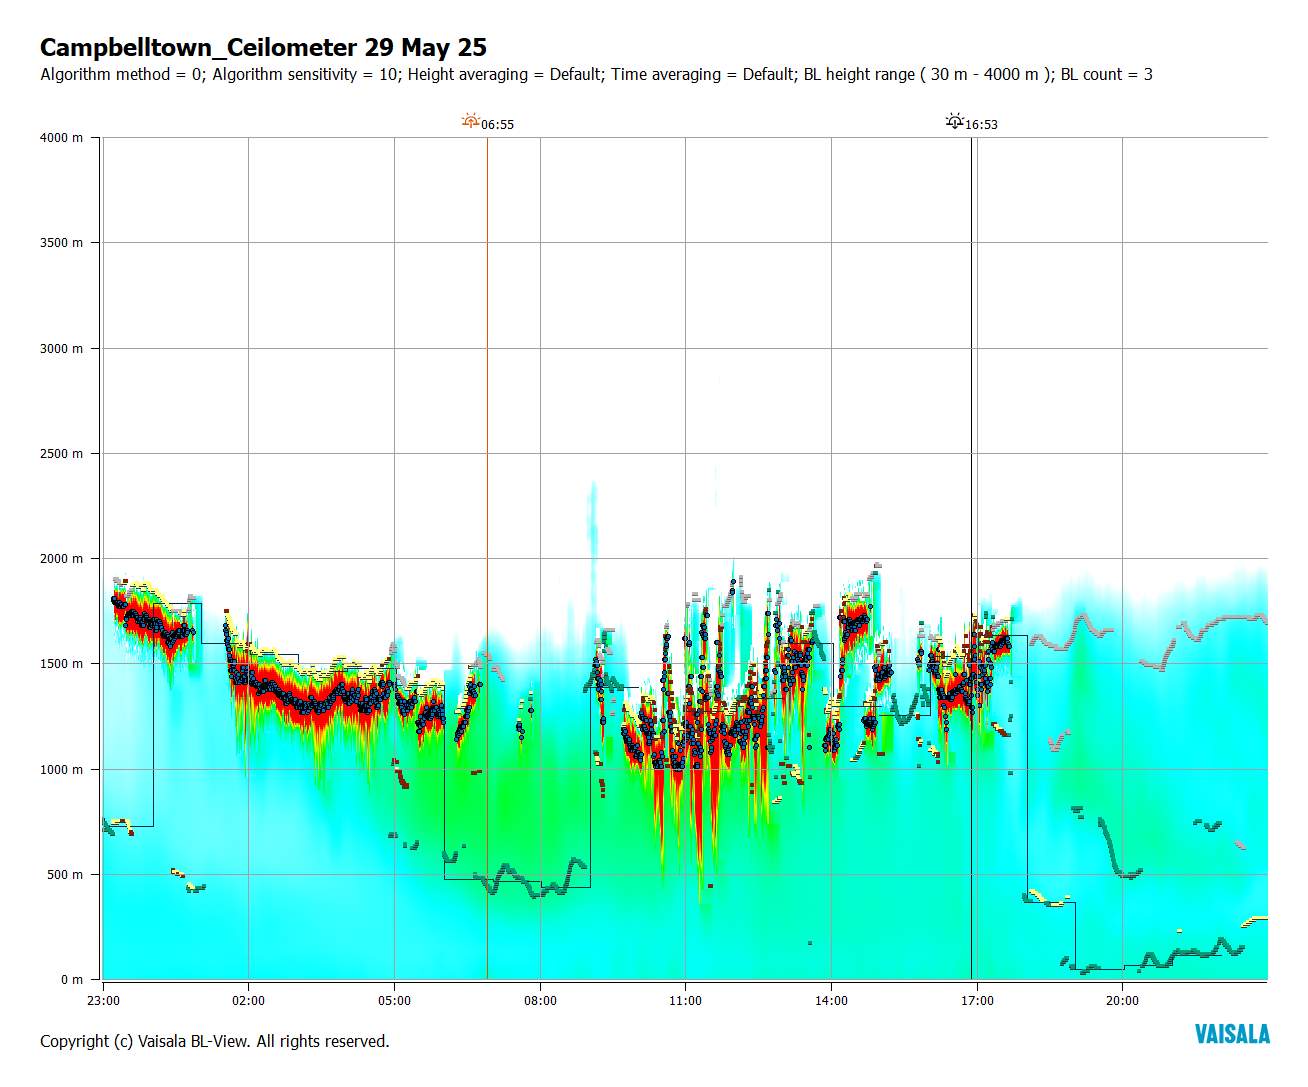 Campbelltown_Ceilometer 29 May 25
Algorithm method = 0; Algorithm sensitivity = 10; Height averaging = Default; Time averaging = Default; BL height range ( 30 m - 4000 m ); BL count = 3
06:55 16:53
4000 m
3500 m
3000 m
2500 m
2000 m
1500 m
1000 m
500 m
0 m
23:00 02:00 05:00 08:00 11:00 14:00 17:00 20:00
Copyright (c) Vaisala BL-View. All rights reserved.
VAISALA